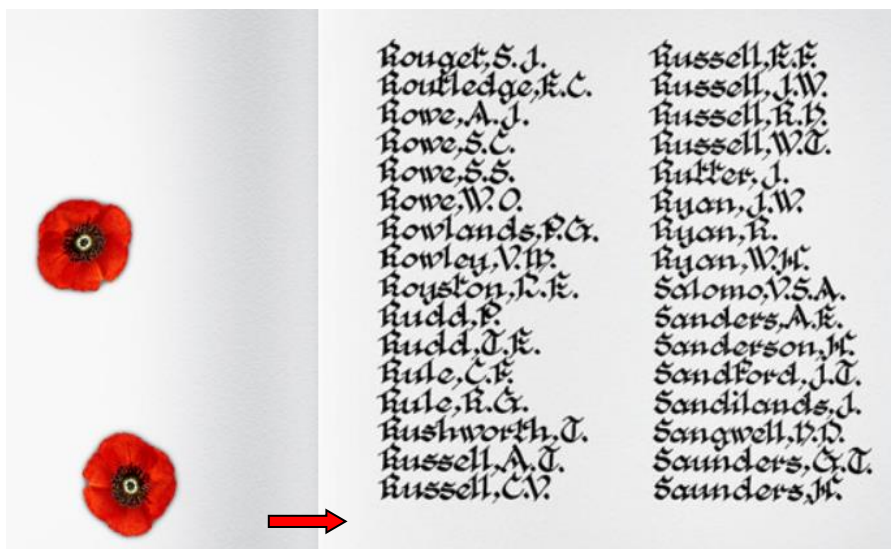 Rouget, S. J.
Routledge, E. C.
Rowe, A. J.
Rowe, S. C.
Rowe, S. S.
Rowe, W. O.
Rowlands, P. G.
Rowley, V. M.
Royston, R. E.
Rudd, P.
Rudd, T. E.
Rule, C. F.
Rule, R. G.
Rushworth, T.
Russell, A. T.
Russell, C. V.
Russell, E. F.
Russell, J. W.
Russell, R.
Russell, W. T.
Rutter, J.
Ryan, J. W.
Ryan, R.
Ryan, W. H.
Salomo, V. S. A.
Sanders, A. E.
Sanderson, H.
Sandford, J. T.
Sandilands, J.
Sangwell,
Saunders, G. T.
Saunders, H.